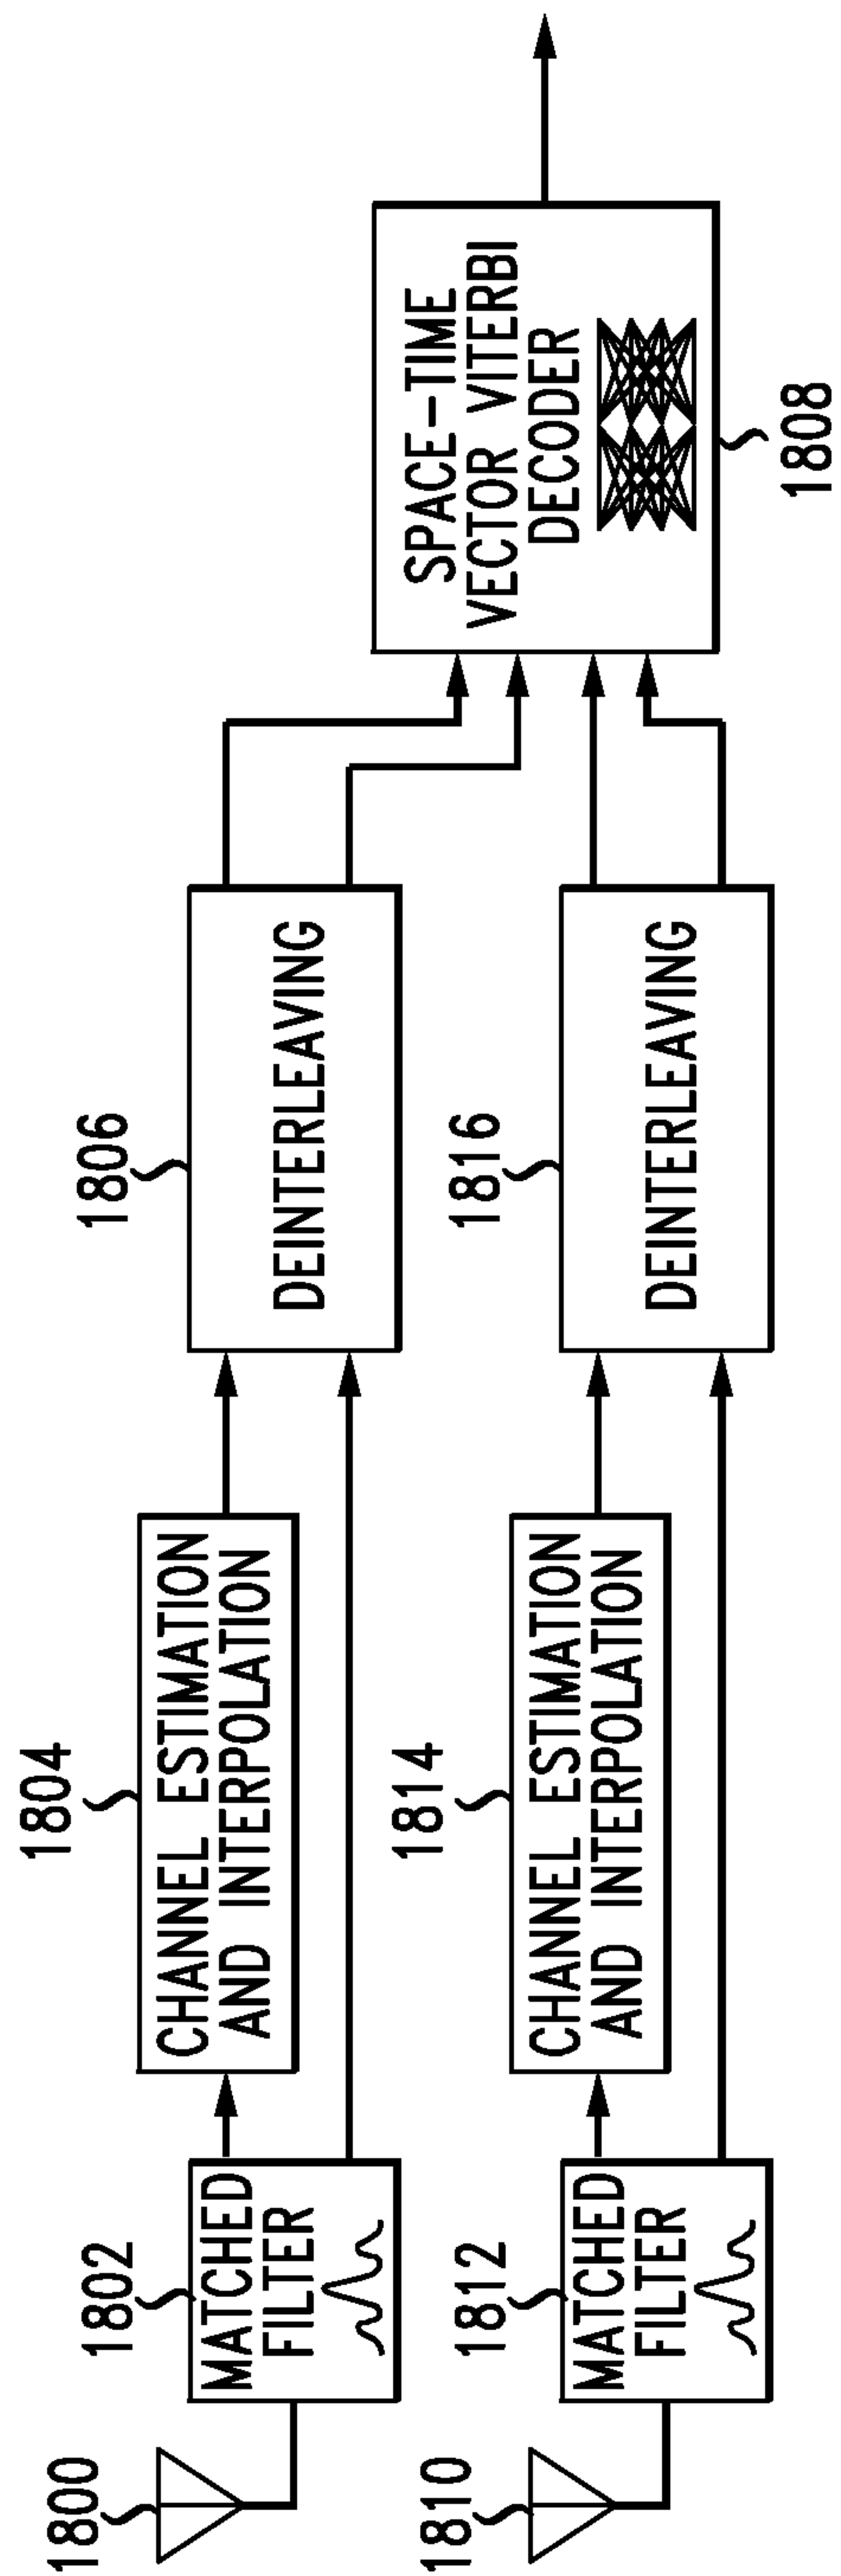 1800
1802
MATCHED
FILTER
1804
CHANNEL ESTIMATION
AND INTERPOLATION
1806
DEINTERLEAVING
SPACE-TIME
VECTOR VITERBI
DECODER
1808
1810
1812
MATCHED
FILTER
1814
CHANNEL ESTIMATION
AND INTERPOLATION
1816
DEINTERLEAVING